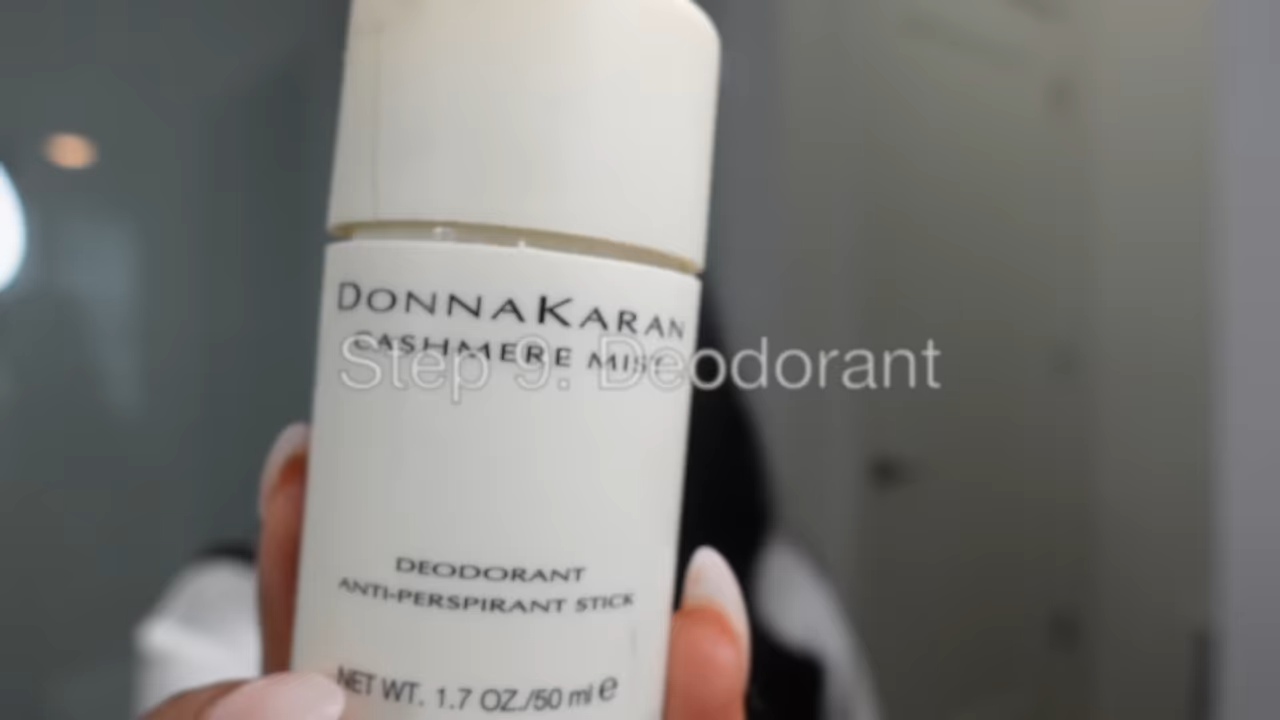 DONNAKARAN
CASHMERE MIST
Step 9: Deodorant
DEODORANT
ANTI-PERSPIRANT STICK
NET WT. 1.7 OZ./50 ml e